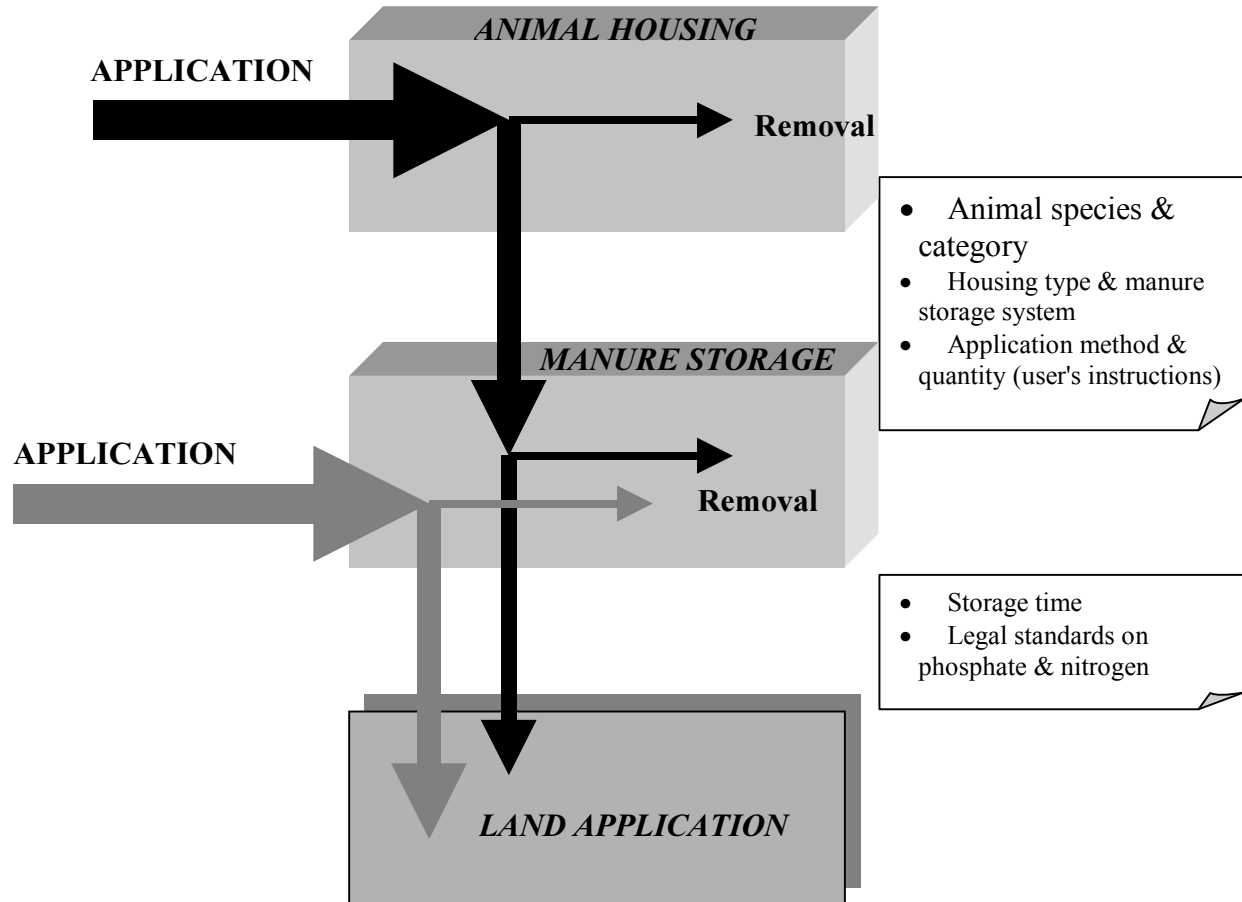 ANIMAL HOUSING
APPLICATION
Removal
• Animal species &
category
• Housing type & manure
storage system
• Application method &
quantity (user's instructions)
MANURE STORAGE
APPLICATION
Removal
• Storage time
• Legal standards on
phosphate & nitrogen
LAND APPLICATION